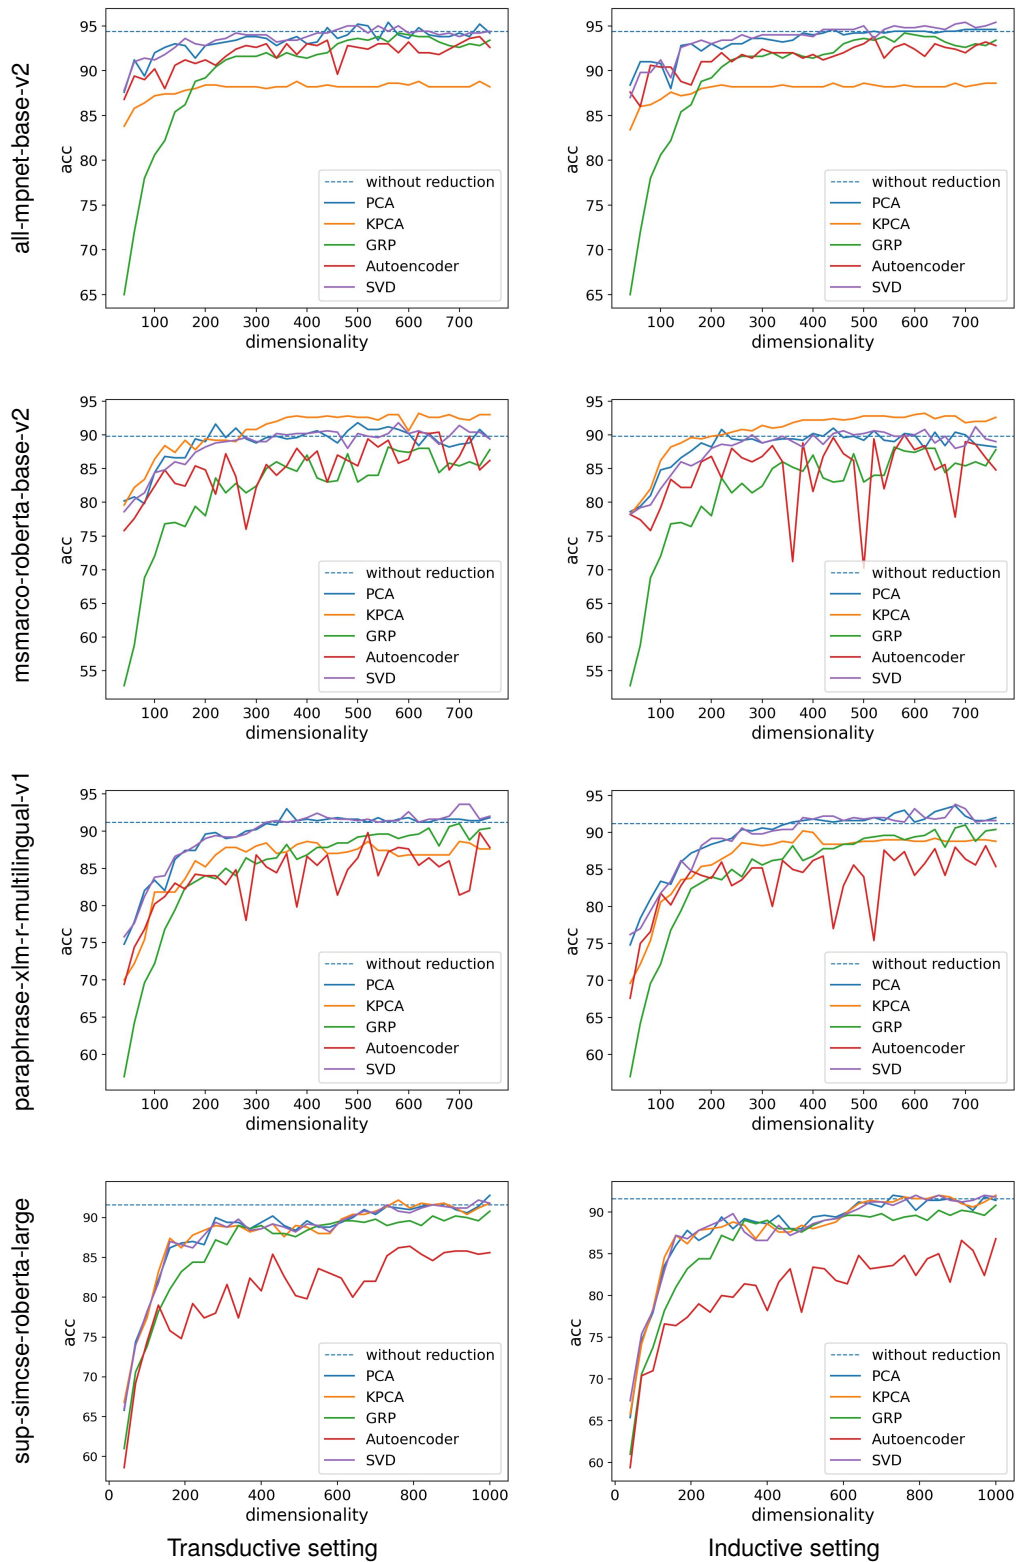 all-mpnet-base-v2
acc
95
90
85
80
75
70
65
without reduction
PCA
KPCA
GRP
Autoencoder
SVD
100 200 300 400 500 600 700
dimensionality
acc
95
90
85
80
75
70
65
without reduction
PCA
KPCA
GRP
Autoencoder
SVD
100 200 300 400 500 600 700
dimensionality
msmarco-roberta-base-v2
acc
95
90
85
80
75
70
65
60
55
without reduction
PCA
KPCA
GRP
Autoencoder
SVD
100 200 300 400 500 600 700
dimensionality
acc
95
90
85
80
75
70
65
60
55
without reduction
PCA
KPCA
GRP
Autoencoder
SVD
100 200 300 400 500 600 700
dimensionality
paraphrase-xlm-r-multilingual-v1
acc
95
90
85
80
75
70
65
60
without reduction
PCA
KPCA
GRP
Autoencoder
SVD
100 200 300 400 500 600 700
dimensionality
acc
95
90
85
80
75
70
65
60
without reduction
PCA
KPCA
GRP
Autoencoder
SVD
100 200 300 400 500 600 700
dimensionality
sup-simcse-roberta-large
acc
90
85
80
75
70
65
60
without reduction
PCA
KPCA
GRP
Autoencoder
SVD
0 200 400 600 800 1000
dimensionality
acc
90
85
80
75
70
65
60
without reduction
PCA
KPCA
GRP
Autoencoder
SVD
0 200 400 600 800 1000
dimensionality
Transductive setting
Inductive setting